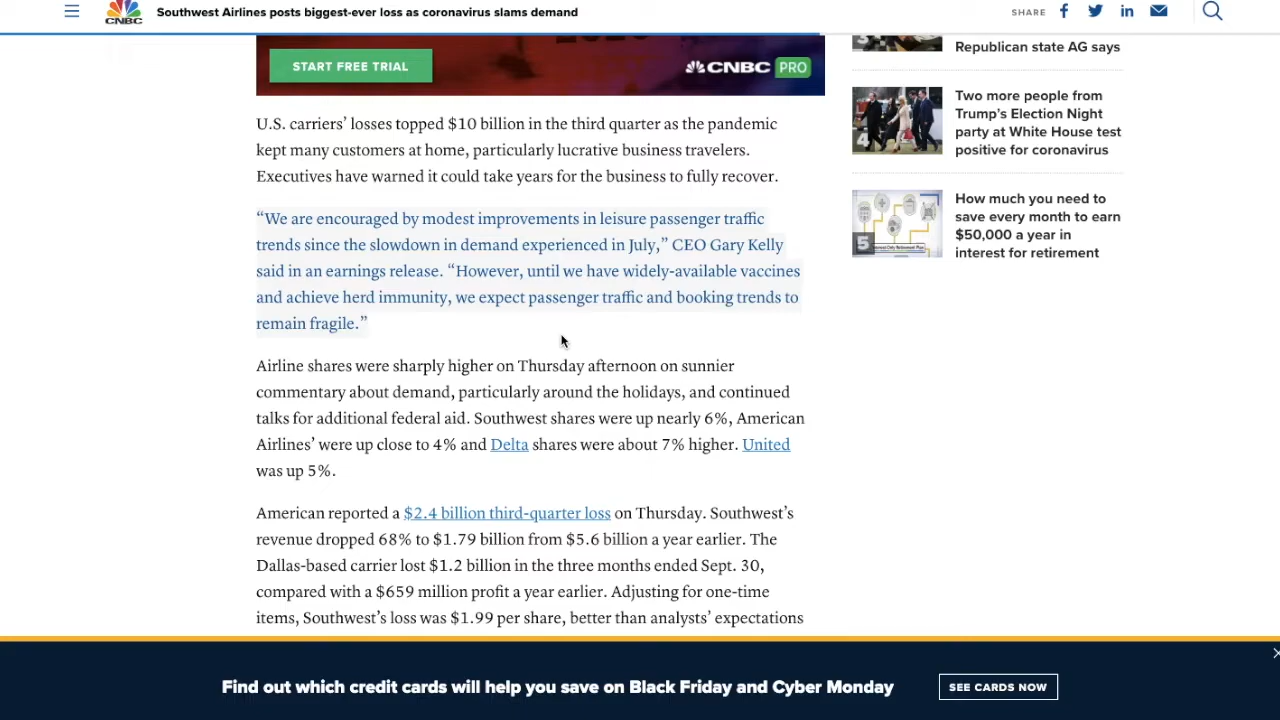 CNBC
Southwest Airlines posts biggest-ever loss as coronavirus slams demand
SHARE
START FREE TRIAL
CNBC PRO
U.S. carriers’ losses topped $10 billion in the third quarter as the pandemic
kept many customers at home, particularly lucrative business travelers.
Executives have warned it could take years for the business to fully recover.
“We are encouraged by modest improvements in leisure passenger traffic
trends since the slowdown in demand experienced in July,” CEO Gary Kelly
said in an earnings release. “However, until we have widely-available vaccines
and achieve herd immunity, we expect passenger traffic and booking trends to
remain fragile.”
Airline shares were sharply higher on Thursday afternoon on sunnier
commentary about demand, particularly around the holidays, and continued
talks for additional federal aid. Southwest shares were up nearly 6%, American
Airlines’ were up close to 4% and Delta shares were about 7% higher. United
was up 5%.
American reported a $2.4 billion third-quarter loss on Thursday. Southwest’s
revenue dropped 68% to $1.79 billion from $5.6 billion a year earlier. The
Dallas-based carrier lost $1.2 billion in the three months ended Sept. 30,
compared with a $659 million profit a year earlier. Adjusting for one-time
items, Southwest’s loss was $1.99 per share, better than analysts’ expectations
3
Republican state AG says
4
Two more people from
Trump’s Election Night
party at White House test
positive for coronavirus
5
How much you need to
save every month to earn
$50,000 a year in
interest for retirement
Find out which credit cards will help you save on Black Friday and Cyber Monday
SEE CARDS NOW